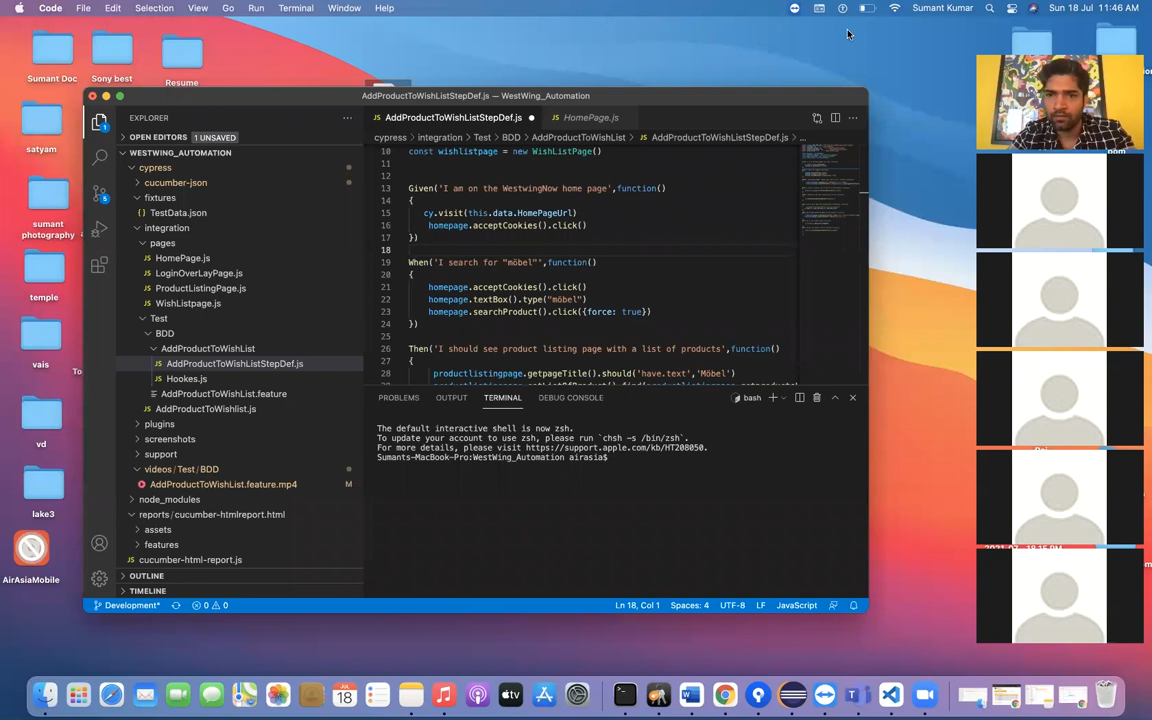 Code File Edit Selection View Go Run Terminal Window Help Sumant Kumar Sun 18 Jul 11:46 AM
Sumant Doc
Sony best
Resume
satyam
sumant
photography
temple
vais
vd
lake3
AirAsiaMobile
AddProductToWishListStepDef.js — WestWing_Automation
EXPLORER
OPEN EDITORS 1 UNSAVED
WESTWING_AUTOMATION
cypress
cucumber-json
fixtures
TestData.json
integration
pages
HomePage.js
LoginOverLayPage.js
ProductListingPage.js
WishListpage.js
Test
BDD
AddProductToWishList
AddProductToWishListStepDef.js
Hookes.js
AddProductToWishList.feature
AddProductToWishlist.js
plugins
screenshots
support
videos / Test / BDD
AddProductToWishList.feature.mp4 M
node_modules
reports / cucumber-htmlreport.html
assets
features
cucumber-html-report.js
OUTLINE
TIMELINE
AddProductToWishListStepDef.js HomePage.js
cypress > integration > Test > BDD > AddProductToWishList > AddProductToWishListStepDef.js > ...
10 const wishlistpage = new WishListPage()
11
12
13 Given('I am on the WestwingNow home page',function()
14 {
15 cy.visit(this.data.HomePageUrl)
16 homepage.acceptCookies().click()
17 })
18
19 When('I search for "möbel"',function()
20 {
21 homepage.acceptCookies().click()
22 homepage.textBox().type("möbel")
23 homepage.searchProduct().click({force: true})
24 })
25
26 Then('I should see product listing page with a list of products',function()
27 {
28 productlistingpage.getpageTitle().should('have.text','Möbel')
PROBLEMS OUTPUT TERMINAL DEBUG CONSOLE bash
The default interactive shell is now zsh.
To update your account to use zsh, please run `chsh -s /bin/zsh`.
For more details, please visit https://support.apple.com/kb/HT208050.
Sumants-MacBook-Pro:WestWing_Automation airasia$
Development* 0 0 Ln 18, Col 1 Spaces: 4 UTF-8 LF JavaScript
JUL
18